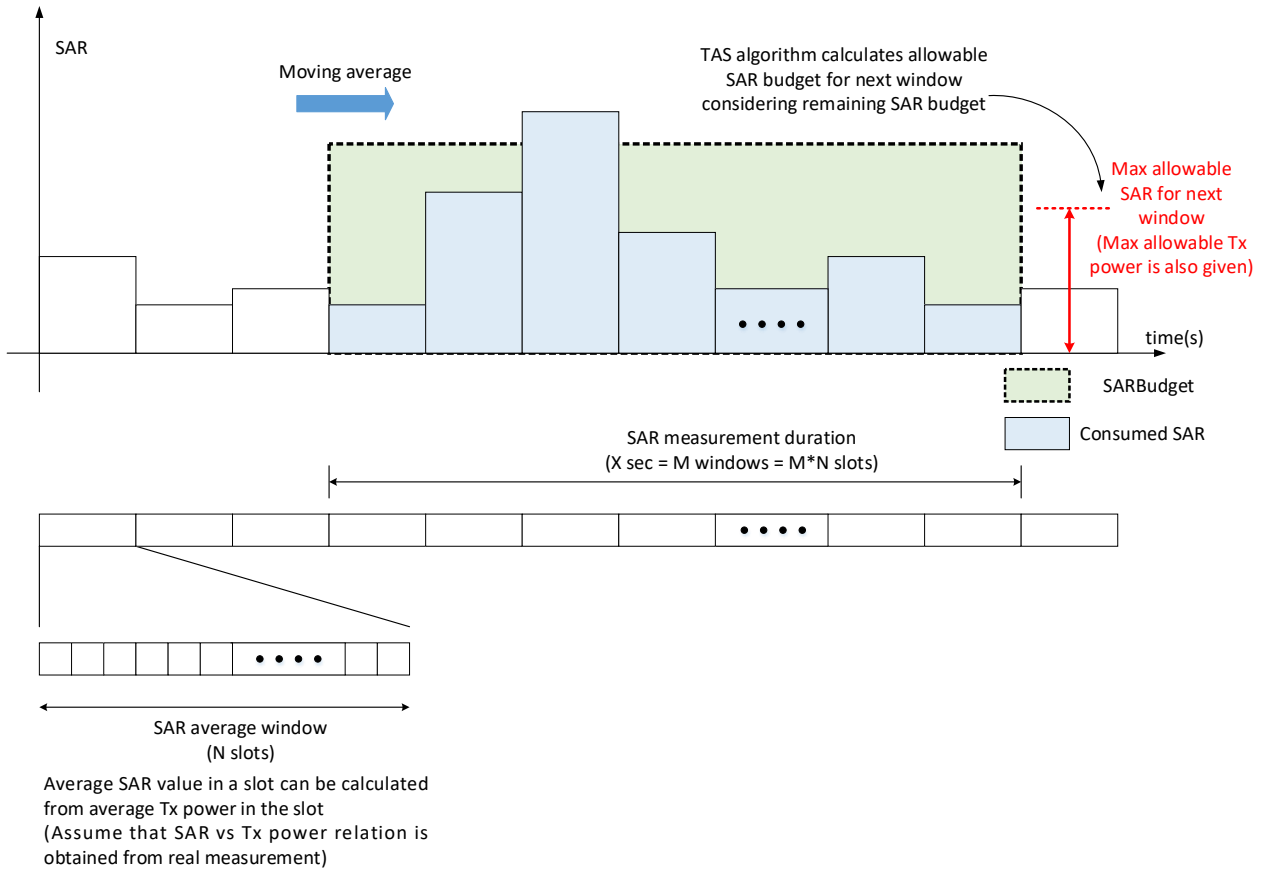 SAR
Moving average
TAS algorithm calculates allowable
SAR budget for next window
considering remaining SAR budget
Max allowable
SAR for next
window
(Max allowable Tx
power is also given)
time(s)
SARBudget
Consumed SAR
SAR measurement duration
(X sec = M windows = M*N slots)
SAR average window
(N slots)
Average SAR value in a slot can be calculated
from average Tx power in the slot
(Assume that SAR vs Tx power relation is
obtained from real measurement)